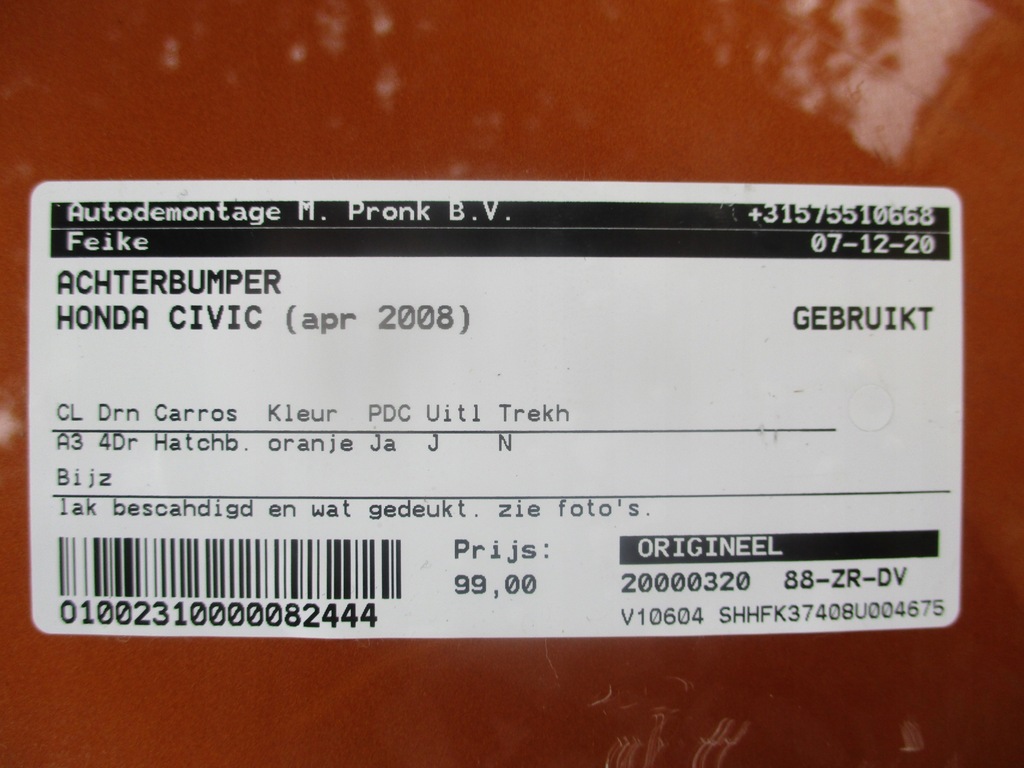 Autodemontage M. Pronk B.V. +31575510668
Feike 07-12-20
ACHTERBUMPER
HONDA CIVIC (apr 2008) GEBRUIKT
CL Drn Carros Kleur PDC Uitl Trekh
A3 4Dr Hatchb. oranje Ja J N
Bijz
lak bescahdigd en wat gedeukt. zie foto's.
Prijs: ORIGINEEL
99,00 20000320 88-ZR-DV
01002310000082444 V10604 SHHFK37408U004675